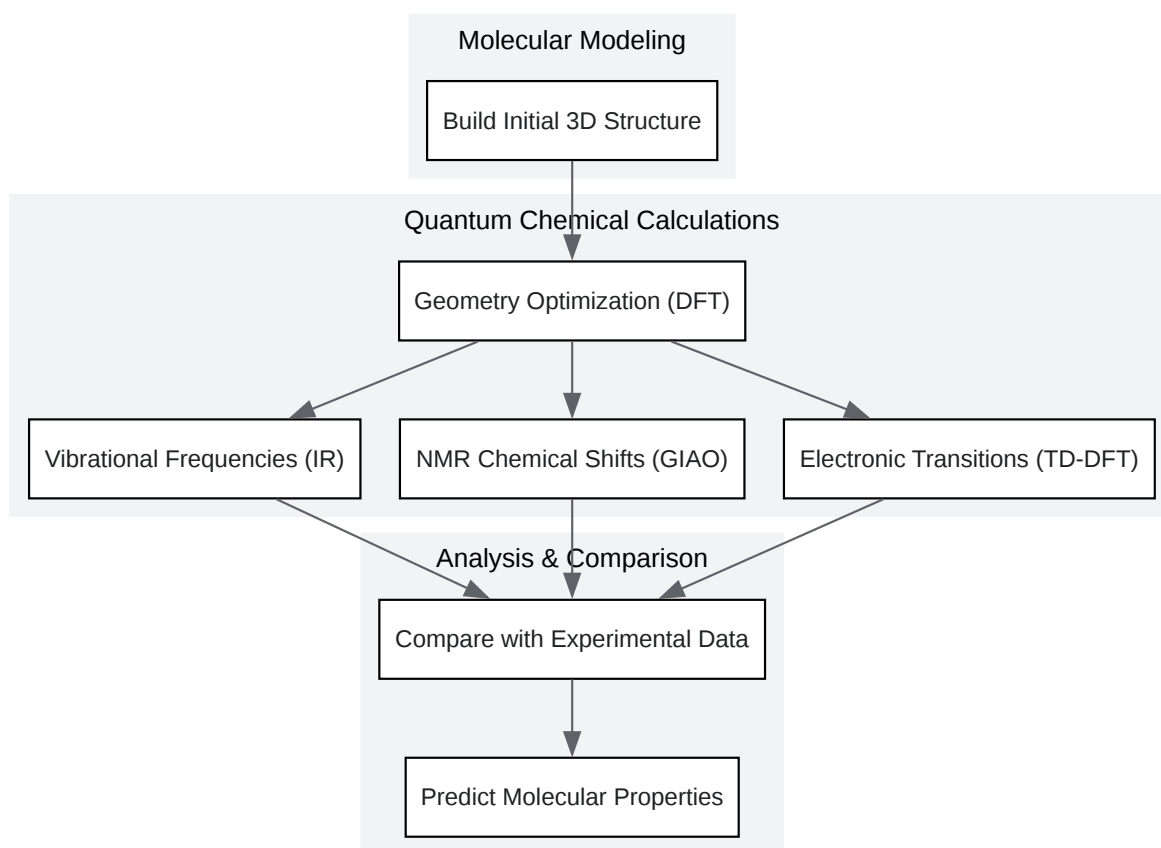 Molecular Modeling
Build Initial 3D Structure
Quantum Chemical Calculations
Geometry Optimization (DFT)
Vibrational Frequencies (IR)
NMR Chemical Shifts (GIAO)
Electronic Transitions (TD-DFT)
Analysis & Comparison
Compare with Experimental Data
Predict Molecular Properties